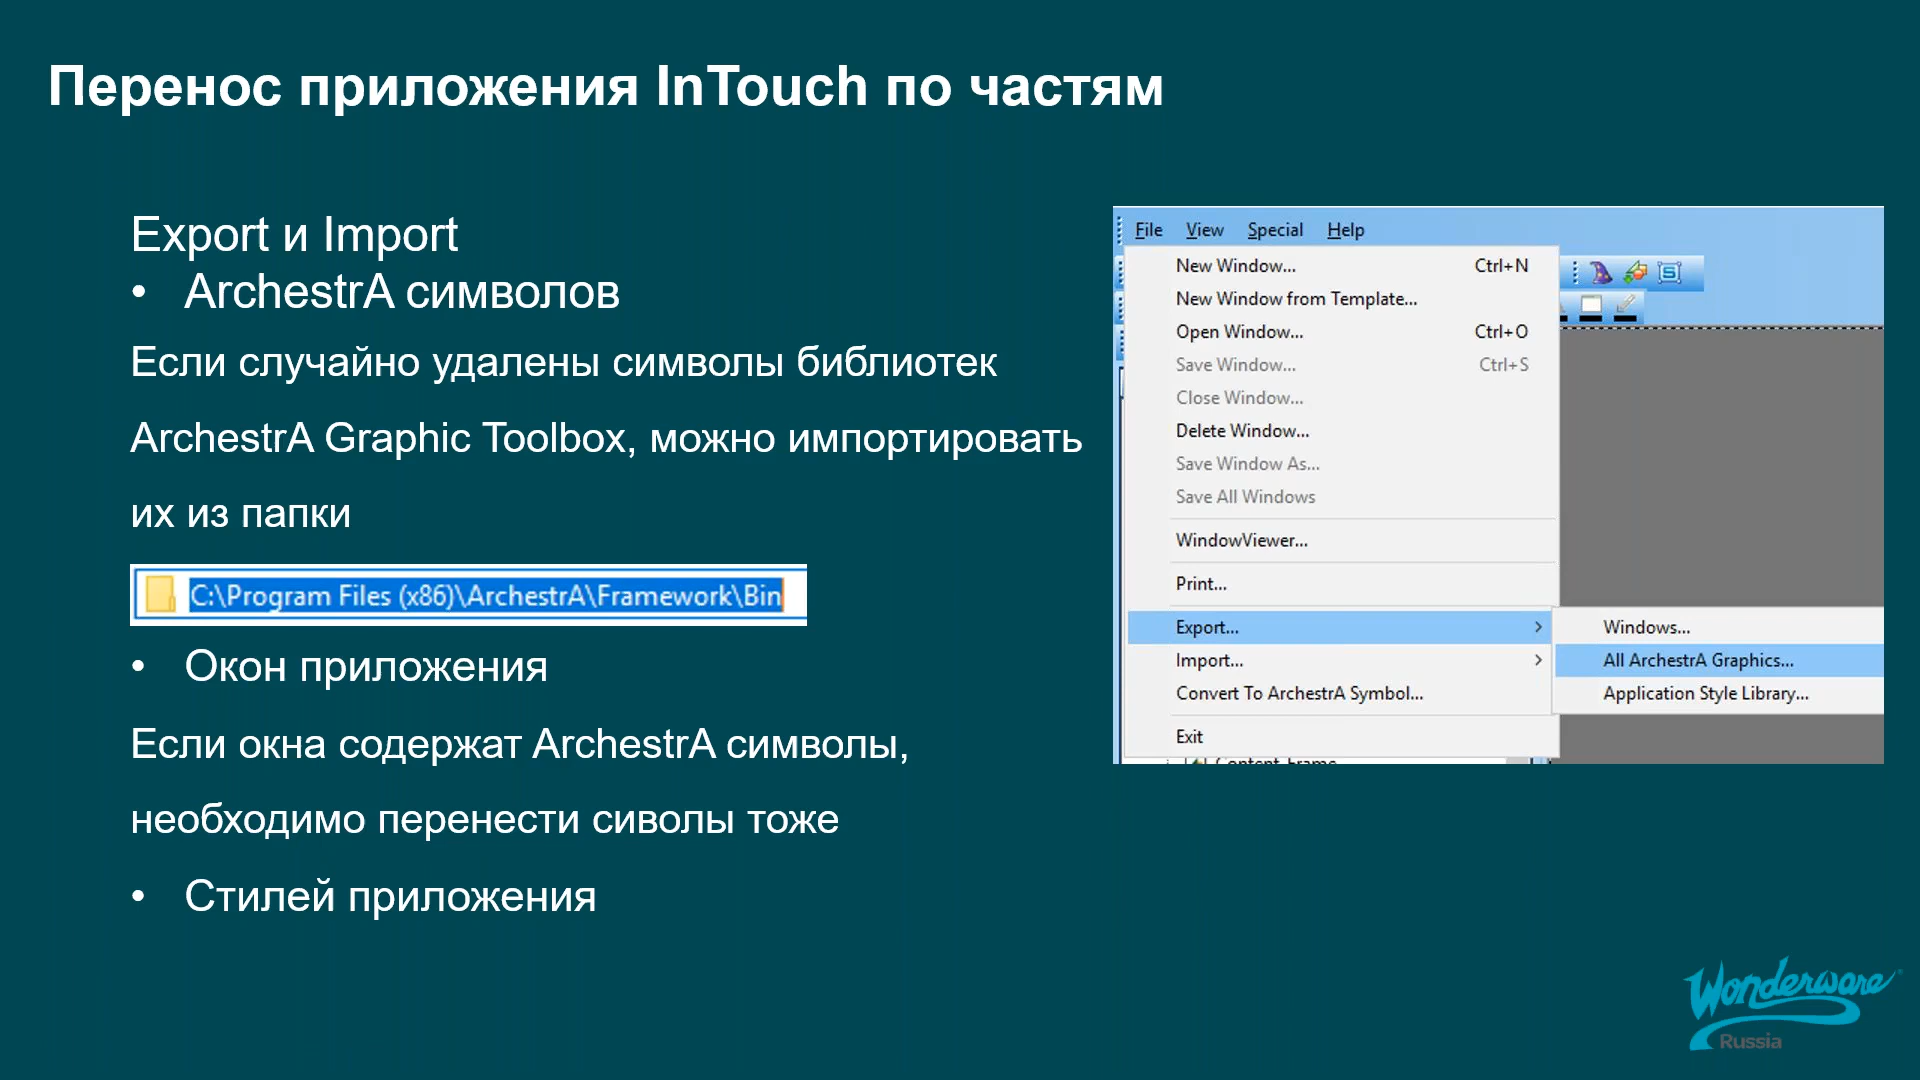 Перенос приложения InTouch по частям
Export и Import
• ArchestrA символов
Если случайно удалены символы библиотек
ArchestrA Graphic Toolbox, можно импортировать
их из папки
C:\Program Files (x86)\ArchestrA\Framework\Bin
• Окон приложения
Если окна содержат ArchestrA символы,
необходимо перенести сиволы тоже
• Стилей приложения
File View Special Help
New Window... Ctrl+N
New Window from Template...
Open Window... Ctrl+O
Save Window... Ctrl+S
Close Window...
Delete Window...
Save Window As...
Save All Windows
WindowViewer...
Print...
Export...
Import...
Convert To ArchestrA Symbol...
Exit
Windows...
All ArchestrA Graphics...
Application Style Library...
Content Frame
Wonderware
Russia